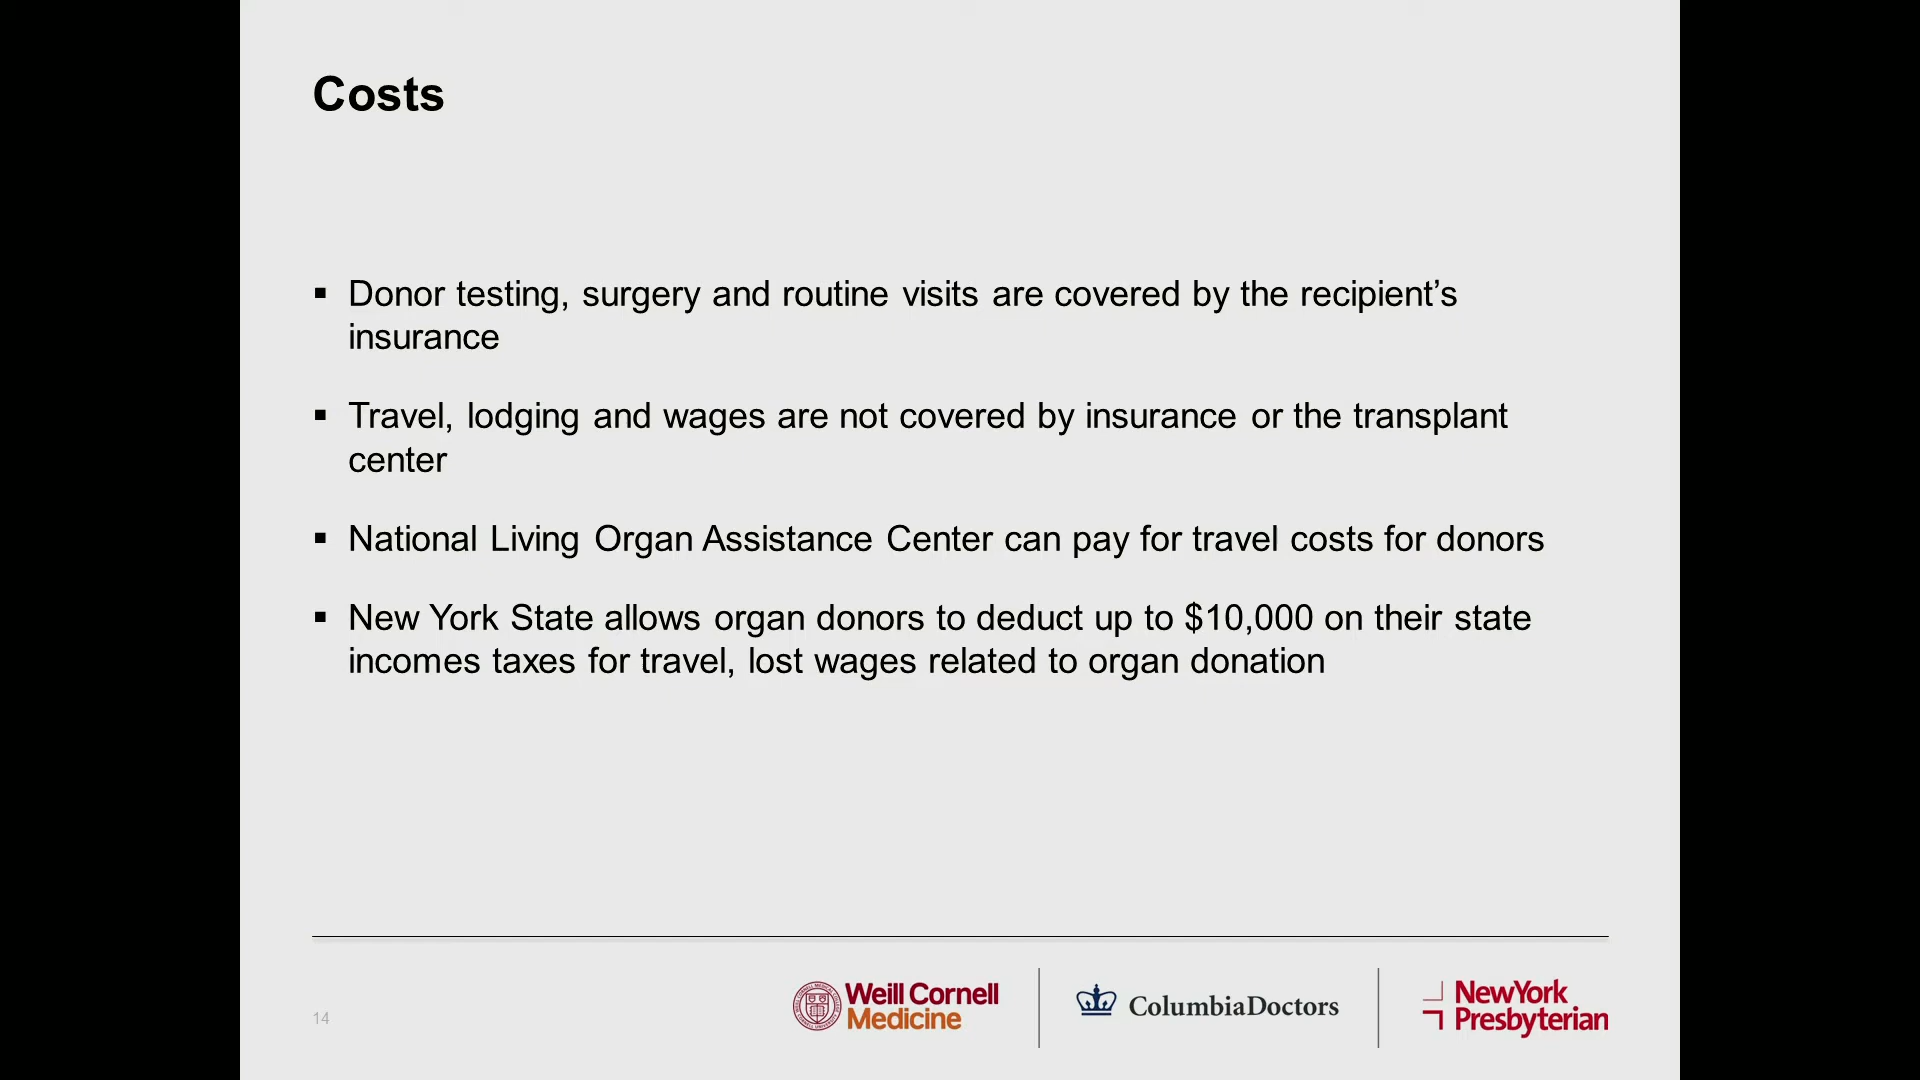 Costs
▪ Donor testing, surgery and routine visits are covered by the recipient’s
insurance
▪ Travel, lodging and wages are not covered by insurance or the transplant
center
▪ National Living Organ Assistance Center can pay for travel costs for donors
▪ New York State allows organ donors to deduct up to $10,000 on their state
incomes taxes for travel, lost wages related to organ donation
14
Weill Cornell
Medicine
ColumbiaDoctors
NewYork
Presbyterian